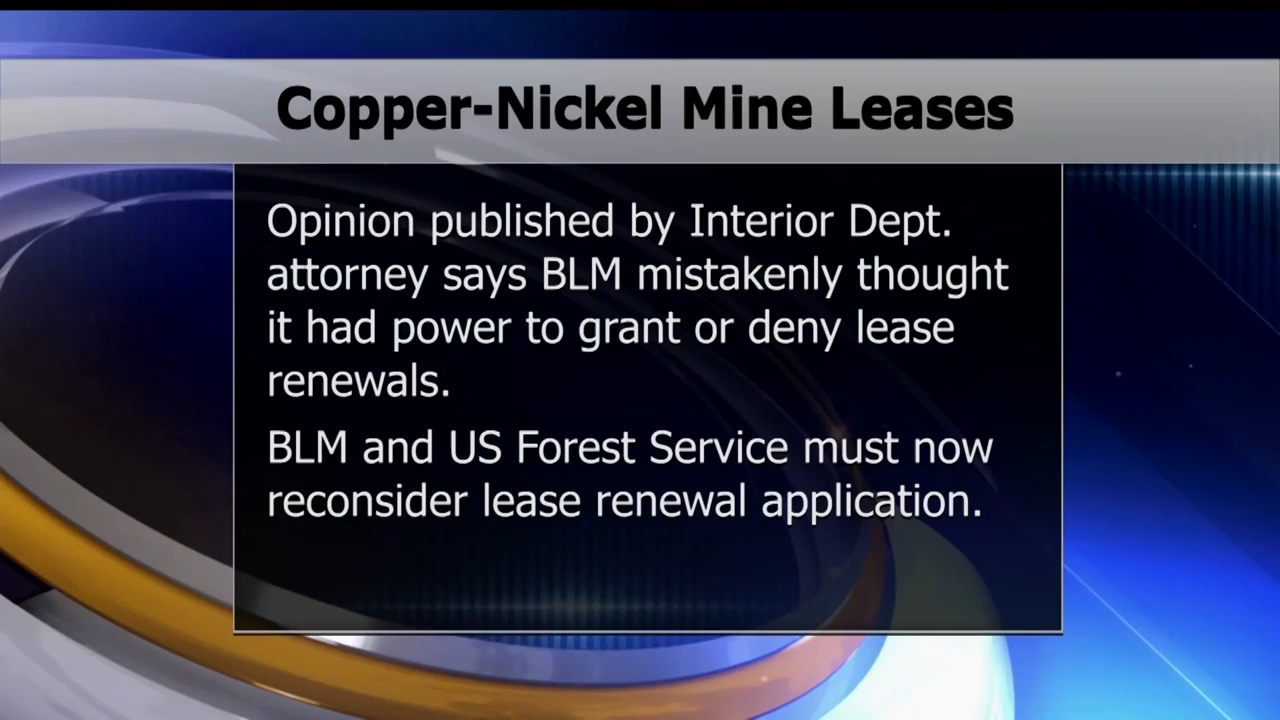 Copper-Nickel Mine Leases
Opinion published by Interior Dept.
attorney says BLM mistakenly thought
it had power to grant or deny lease
renewals.
BLM and US Forest Service must now
reconsider lease renewal application.